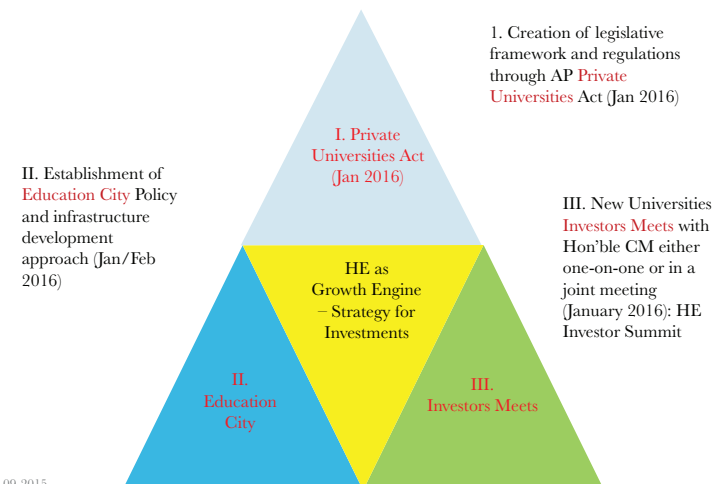 1. Creation of legislative
framework and regulations
through AP Private
Universities Act (Jan 2016)
I. Private
Universities Act
(Jan 2016)
II. Establishment of
Education City Policy
and infrastructure
development
approach (Jan/Feb
2016)
III. New Universities
Investors Meets with
Hon'ble CM either
one-on-one or in a
joint meeting
(January 2016): HE
Investor Summit
HE as
Growth Engine
– Strategy for
Investments
II.
Education
City
III.
Investors Meets